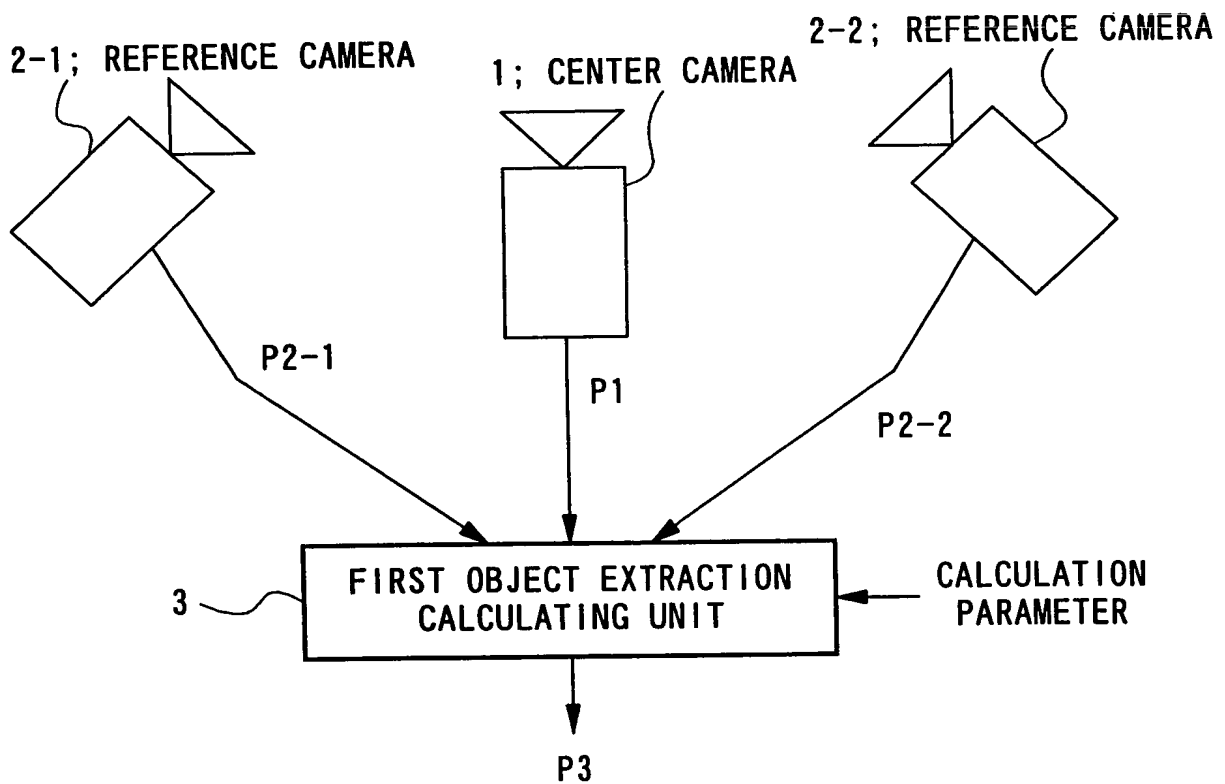 2-1; REFERENCE CAMERA
1; CENTER CAMERA
2-2; REFERENCE CAMERA
P2-1
P1
P2-2
3
FIRST OBJECT EXTRACTION
CALCULATING UNIT
CALCULATION
PARAMETER
P3